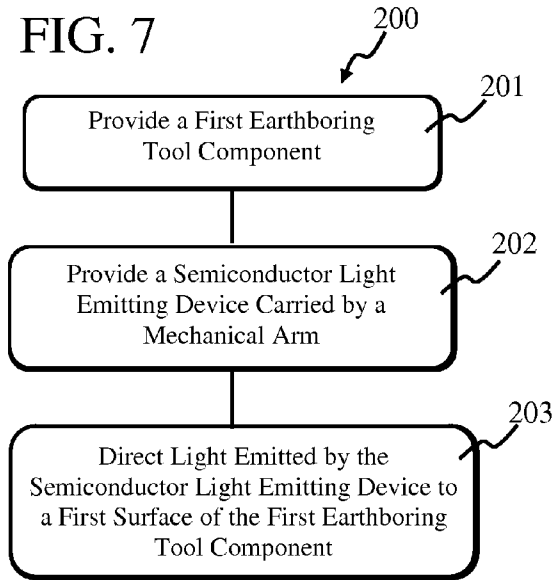 FIG. 7
200
201
Provide a First Earthboring
Tool Component
202
Provide a Semiconductor Light
Emitting Device Carried by a
Mechanical Arm
203
Direct Light Emitted by the
Semiconductor Light Emitting Device to
a First Surface of the First Earthboring
Tool Component